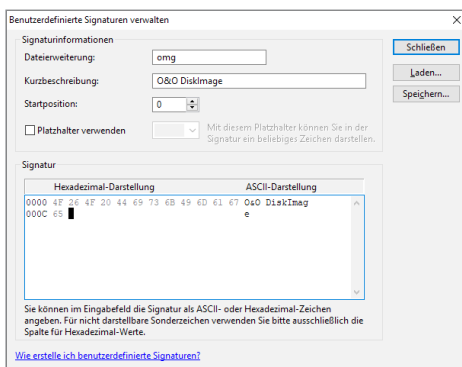 Benutzerdefinierte Signaturen verwalten
Signaturinformationen
Dateierweiterung: omg
Kurzbeschreibung: O&O DiskImage
Startposition: 0
Platzhalter verwenden
Mit diesem Platzhalter können Sie in der
Signatur ein beliebiges Zeichen darstellen.
Schließen
Laden...
Speichern...
Signatur
Hexadezimal-Darstellung ASCII-Darstellung
0000 4F 26 4F 20 44 69 73 6B 49 6D 61 67 O&O DiskImag
000C 65 e
Sie können im Eingabefeld die Signatur als ASCII- oder Hexadezimal-Zeichen
angeben. Für nicht darstellbare Sonderzeichen verwenden Sie bitte ausschließlich die
Spalte für Hexadezimal-Werte.
Wie erstelle ich benutzerdefinierte Signaturen?